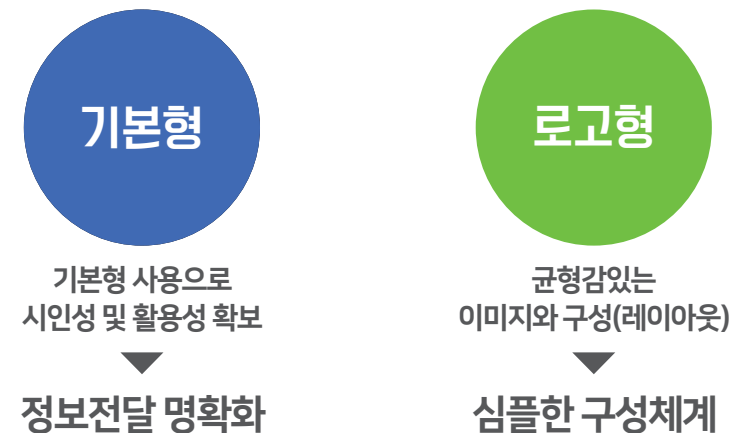 기본형
기본형 사용으로
시인성 및 활용성 확보
정보전달 명확화
로고형
균형감있는
이미지와 구성(레이아웃)
심플한 구성체계